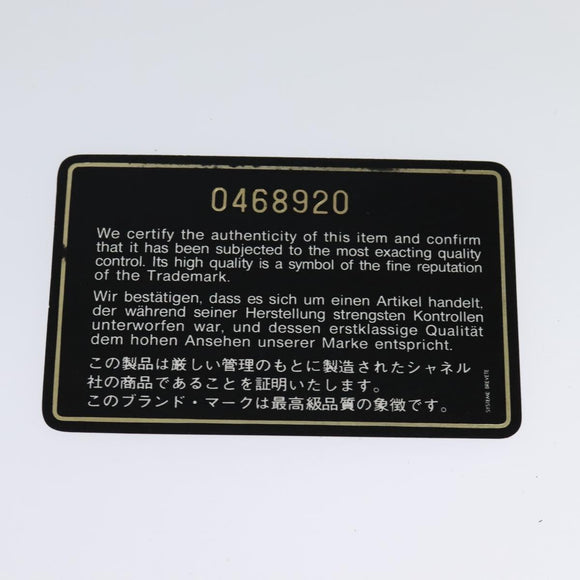 0468920
We certify the authenticity of this item and confirm
that it has been subjected to the most exacting quality
control. Its high quality is a symbol of the fine reputation
of the Trademark.
Wir bestätigen, dass es sich um einen Artikel handelt,
der während seiner Herstellung strengsten Kontrollen
unterworfen war, und dessen erstklassige Qualität
dem hohen Ansehen unserer Marke entspricht.
この製品は厳しい管理のもとに製造されたシャネル
社の商品であることを証明いたします。
このブランド・マークは最高級品質の象徴です。
SYSTEME BREVETE